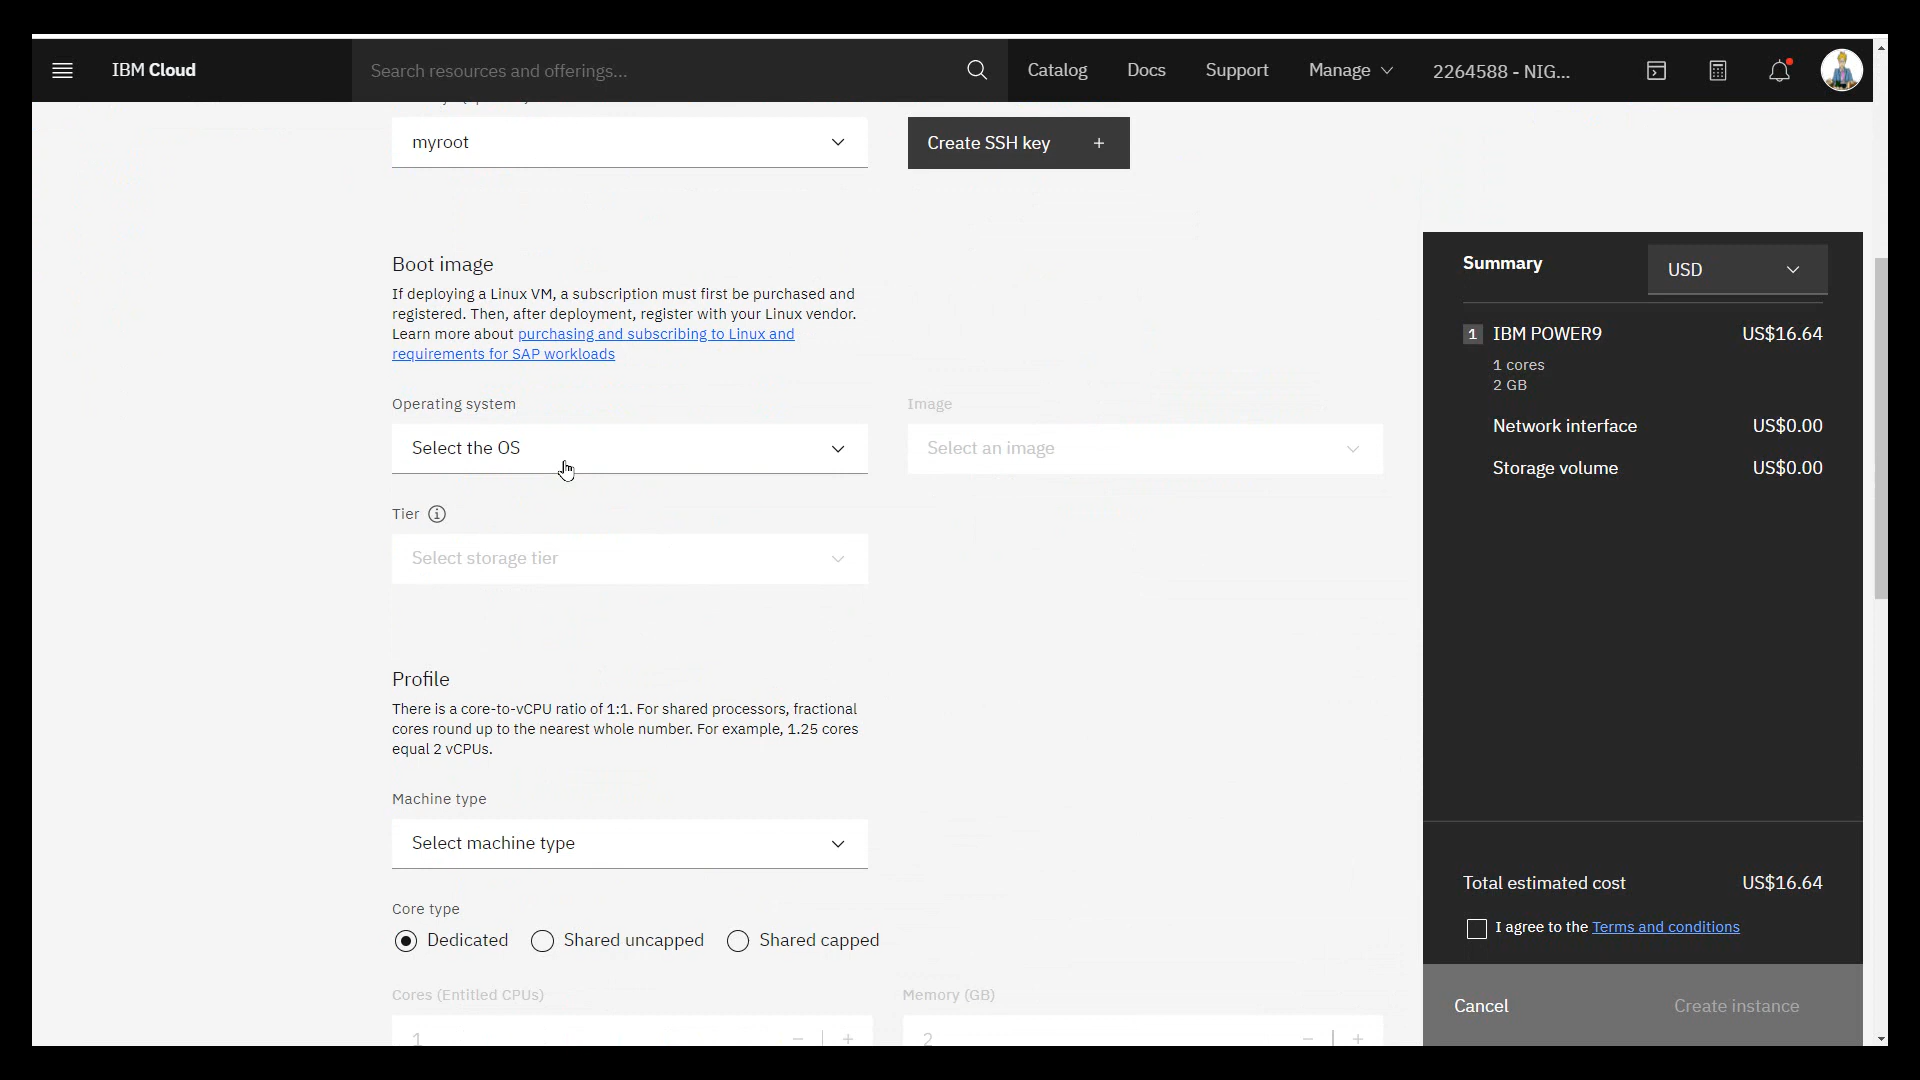 IBM Cloud
Search resources and offerings...
Catalog
Docs
Support
Manage
2264588 - NIG...
myroot
Create SSH key +
Boot image
If deploying a Linux VM, a subscription must first be purchased and
registered. Then, after deployment, register with your Linux vendor.
Learn more about purchasing and subscribing to Linux and
requirements for SAP workloads
Operating system
Image
Select the OS
Select an image
Tier
Select storage tier
Profile
There is a core-to-vCPU ratio of 1:1. For shared processors, fractional
cores round up to the nearest whole number. For example, 1.25 cores
equal 2 vCPUs.
Machine type
Select machine type
Core type
Dedicated
Shared uncapped
Shared capped
Cores (Entitled CPUs)
Memory (GB)
1
2
Summary
USD
1 IBM POWER9 US$16.64
1 cores
2 GB
Network interface US$0.00
Storage volume US$0.00
Total estimated cost US$16.64
I agree to the Terms and conditions
Cancel
Create instance